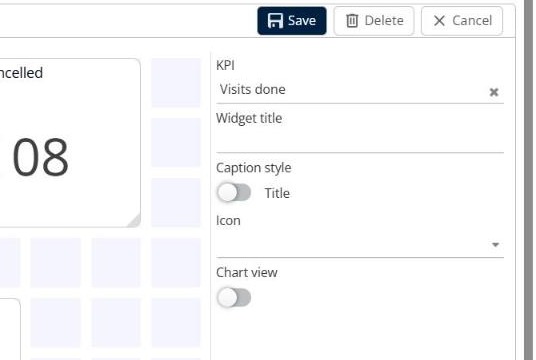 Save
Delete
Cancel
ncelled
08
KPI
Visits done
Widget title
Caption style
Title
Icon
Chart view